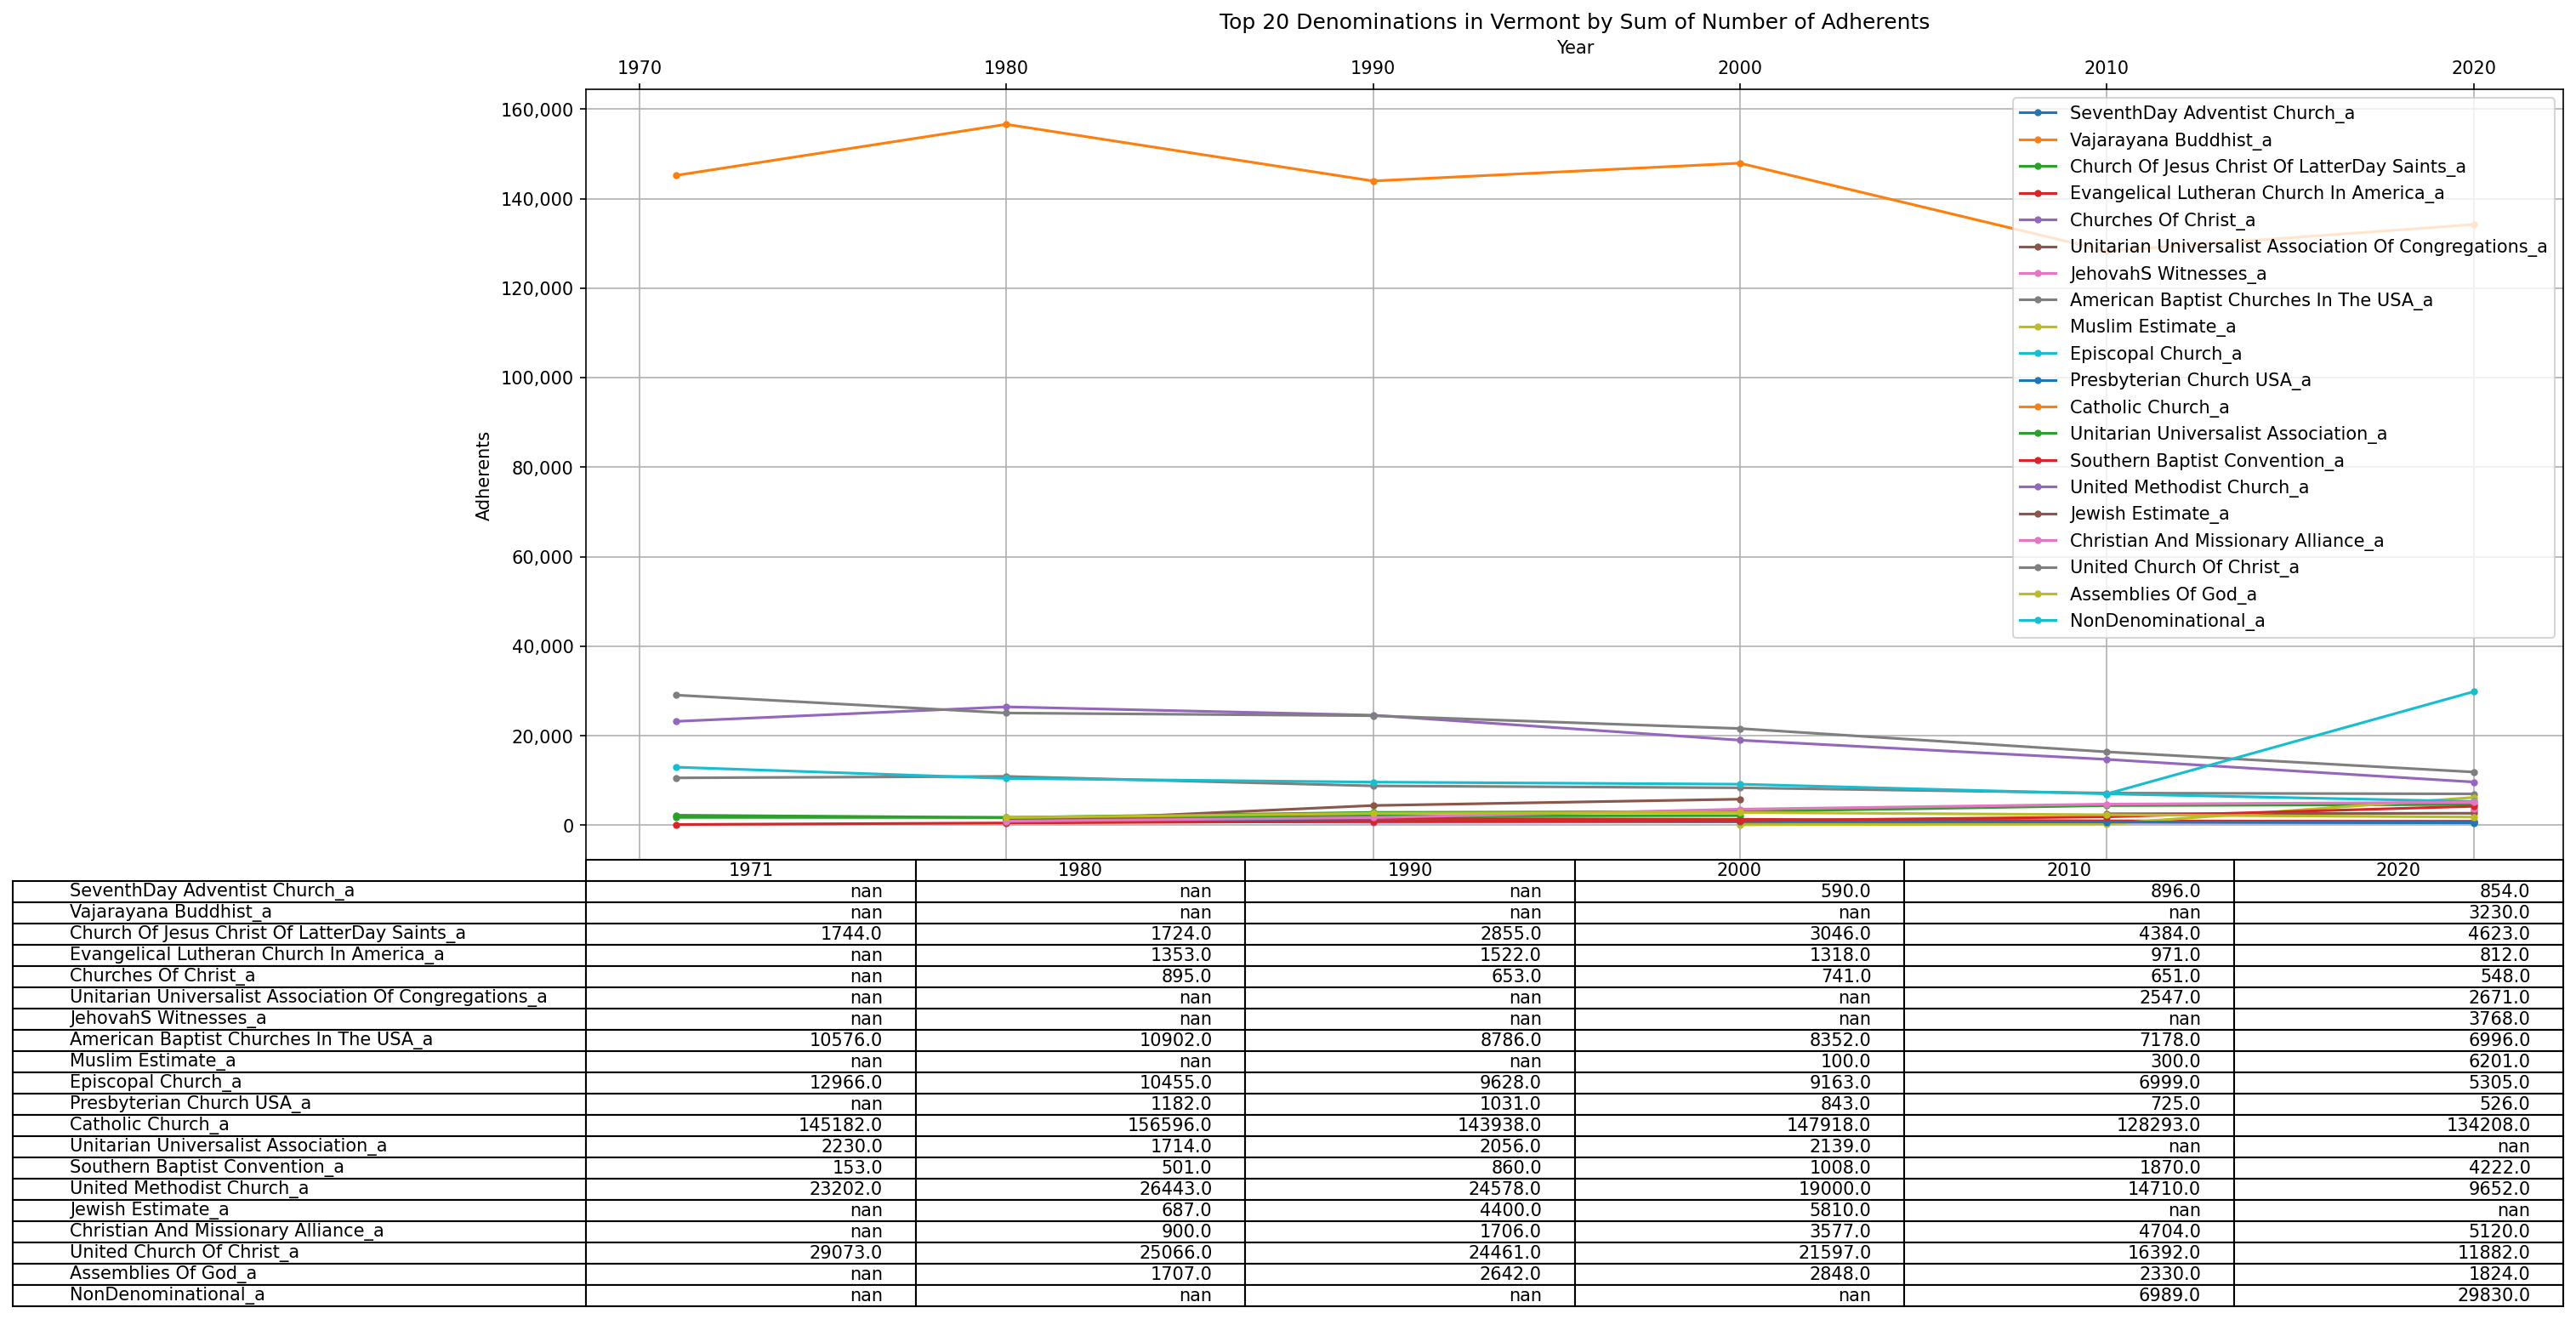 Top 20 Denominations in Vermont by Sum of Number of Adherents
Year
1970 1980 1990 2000 2010 2020
160,000
140,000
120,000
100,000
80,000
60,000
40,000
20,000
0
Adherents
SeventhDay Adventist Church_a
Vajarayana Buddhist_a
Church Of Jesus Christ Of LatterDay Saints_a
Evangelical Lutheran Church In America_a
Churches Of Christ_a
Unitarian Universalist Association Of Congregations_a
JehovahS Witnesses_a
American Baptist Churches In The USA_a
Muslim Estimate_a
Episcopal Church_a
Presbyterian Church USA_a
Catholic Church_a
Unitarian Universalist Association_a
Southern Baptist Convention_a
United Methodist Church_a
Jewish Estimate_a
Christian And Missionary Alliance_a
United Church Of Christ_a
Assemblies Of God_a
NonDenominational_a
1971 1980 1990 2000 2010 2020
SeventhDay Adventist Church_a nan nan nan 590.0 896.0 854.0
Vajarayana Buddhist_a nan nan nan nan nan 3230.0
Church Of Jesus Christ Of LatterDay Saints_a 1744.0 1724.0 2855.0 3046.0 4384.0 4623.0
Evangelical Lutheran Church In America_a nan 1353.0 1522.0 1318.0 971.0 812.0
Churches Of Christ_a nan 895.0 653.0 741.0 651.0 548.0
Unitarian Universalist Association Of Congregations_a nan nan nan nan 2547.0 2671.0
JehovahS Witnesses_a nan nan nan nan nan 3768.0
American Baptist Churches In The USA_a 10576.0 10902.0 8786.0 8352.0 7178.0 6996.0
Muslim Estimate_a nan nan nan 100.0 300.0 6201.0
Episcopal Church_a 12966.0 10455.0 9628.0 9163.0 6999.0 5305.0
Presbyterian Church USA_a nan 1182.0 1031.0 843.0 725.0 526.0
Catholic Church_a 145182.0 156596.0 143938.0 147918.0 128293.0 134208.0
Unitarian Universalist Association_a 2230.0 1714.0 2056.0 2139.0 nan nan
Southern Baptist Convention_a 153.0 501.0 860.0 1008.0 1870.0 4222.0
United Methodist Church_a 23202.0 26443.0 24578.0 19000.0 14710.0 9652.0
Jewish Estimate_a nan 687.0 4400.0 5810.0 nan nan
Christian And Missionary Alliance_a nan 900.0 1706.0 3577.0 4704.0 5120.0
United Church Of Christ_a 29073.0 25066.0 24461.0 21597.0 16392.0 11882.0
Assemblies Of God_a nan 1707.0 2642.0 2848.0 2330.0 1824.0
NonDenominational_a nan nan nan nan 6989.0 29830.0